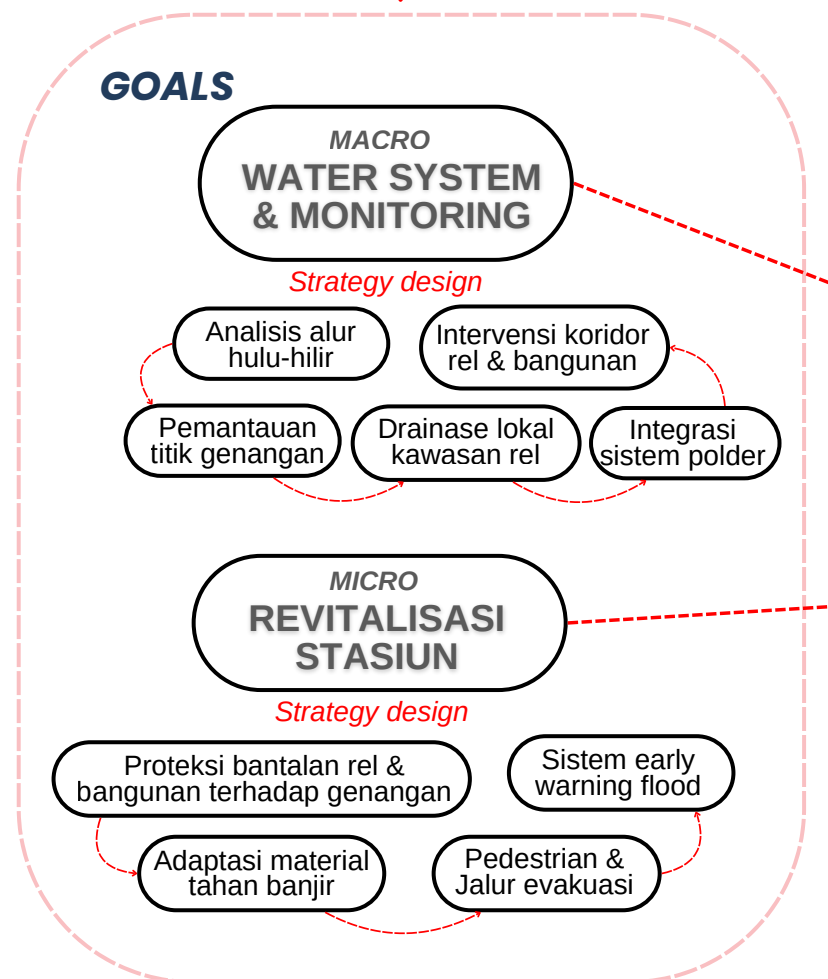 GOALS
MACRO
WATER SYSTEM
& MONITORING
Strategy design
Analisis alur
hulu-hilir
Intervensi koridor
rel & bangunan
Pemantauan
titik genangan
Drainase lokal
kawasan rel
Integrasi
sistem polder
MICRO
REVITALISASI
STASIUN
Strategy design
Proteksi bantalan rel &
bangunan terhadap genangan
Sistem early
warning flood
Adaptasi material
tahan banjir
Pedestrian &
Jalur evakuasi